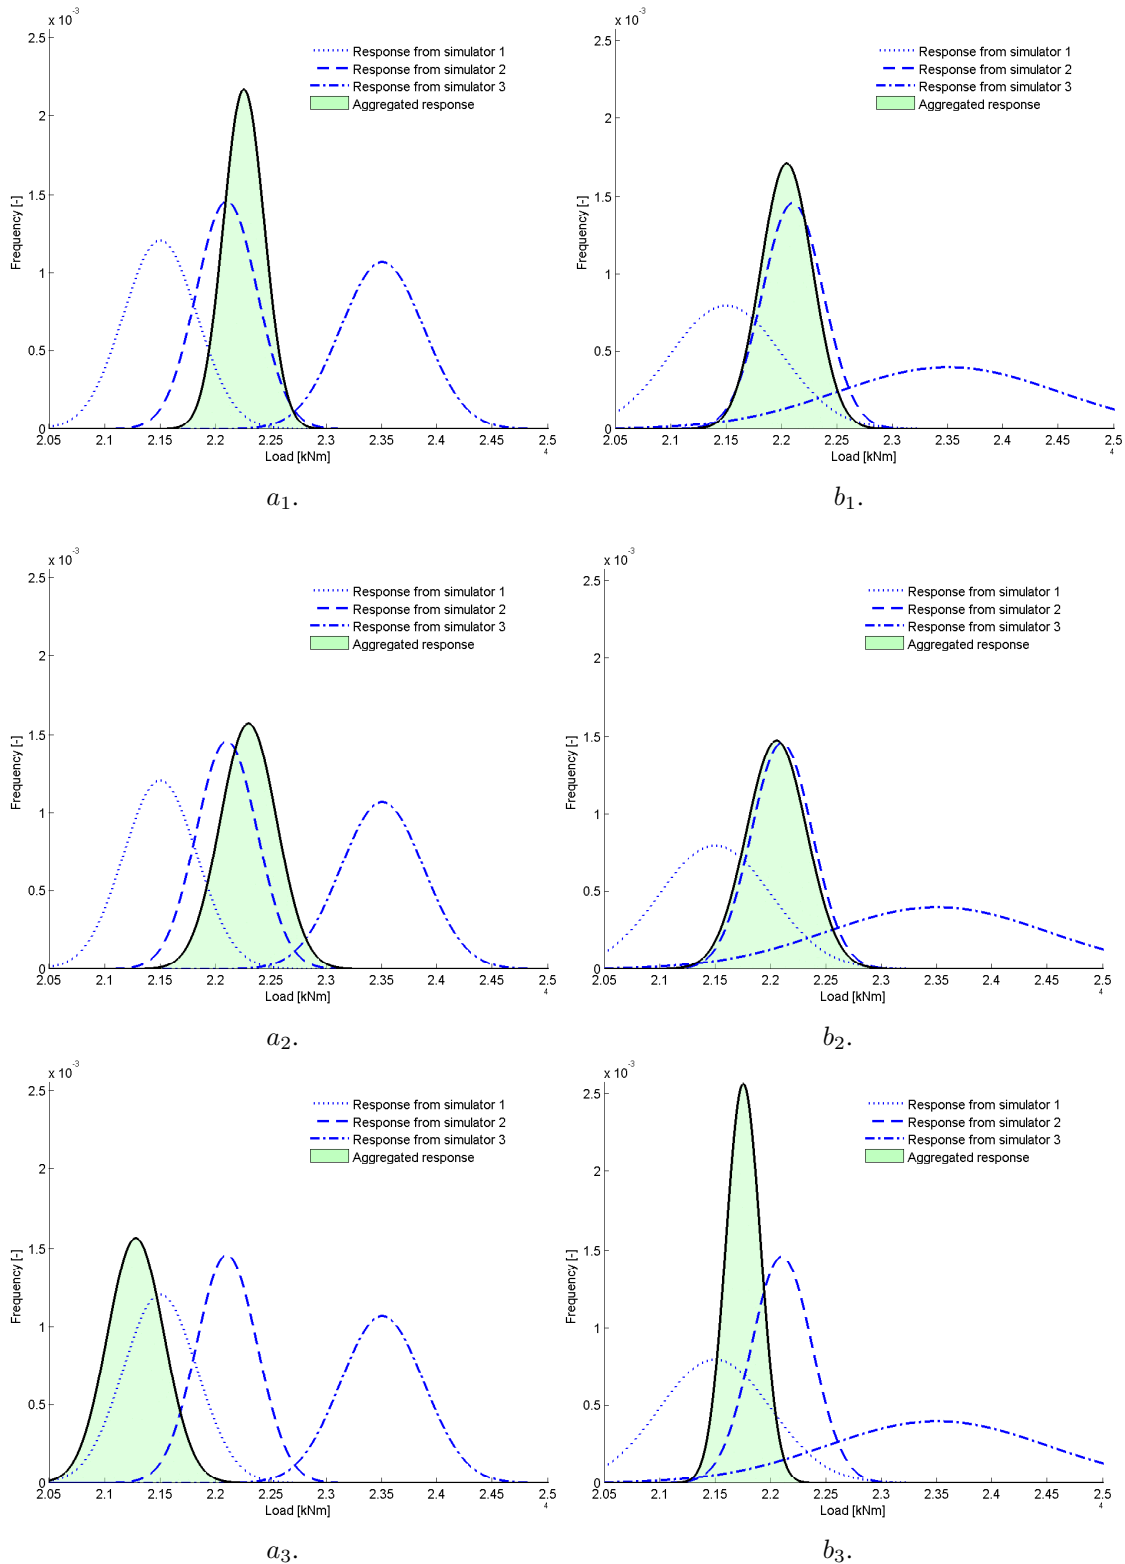 x 10-3
2.5
2
1.5
1
0.5
0
Frequency [-]
Response from simulator 1
Response from simulator 2
Response from simulator 3
Aggregated response
2.05 2.1 2.15 2.2 2.25 2.3 2.35 2.4 2.45 2.5
4
Load [kNm]
a1.
x 10-3
2.5
2
1.5
1
0.5
0
Frequency [-]
Response from simulator 1
Response from simulator 2
Response from simulator 3
Aggregated response
2.05 2.1 2.15 2.2 2.25 2.3 2.35 2.4 2.45 2.5
4
Load [kNm]
b1.
x 10-3
2.5
2
1.5
1
0.5
0
Frequency [-]
Response from simulator 1
Response from simulator 2
Response from simulator 3
Aggregated response
2.05 2.1 2.15 2.2 2.25 2.3 2.35 2.4 2.45 2.5
4
Load [kNm]
a2.
x 10-3
2.5
2
1.5
1
0.5
0
Frequency [-]
Response from simulator 1
Response from simulator 2
Response from simulator 3
Aggregated response
2.05 2.1 2.15 2.2 2.25 2.3 2.35 2.4 2.45 2.5
4
Load [kNm]
b2.
x 10-3
2.5
2
1.5
1
0.5
0
Frequency [-]
Response from simulator 1
Response from simulator 2
Response from simulator 3
Aggregated response
2.05 2.1 2.15 2.2 2.25 2.3 2.35 2.4 2.45 2.5
4
Load [kNm]
a3.
x 10-3
2.5
2
1.5
1
0.5
0
Frequency [-]
Response from simulator 1
Response from simulator 2
Response from simulator 3
Aggregated response
2.05 2.1 2.15 2.2 2.25 2.3 2.35 2.4 2.45 2.5
4
Load [kNm]
b3.